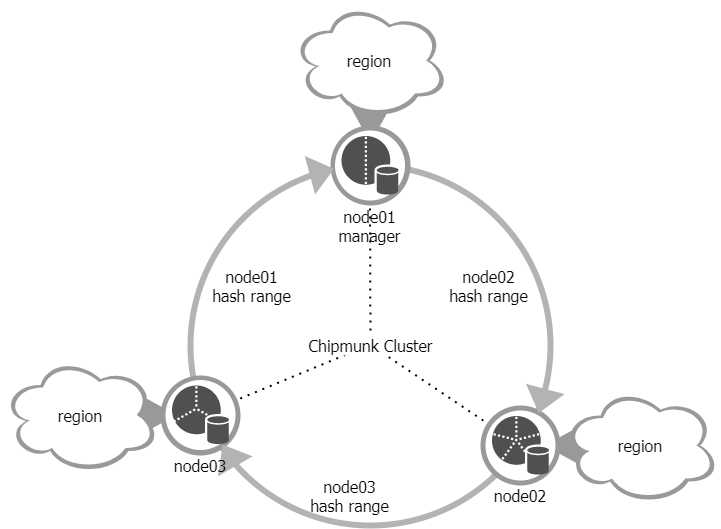 region
node01
manager
node01
hash range
node02
hash range
Chipmunk Cluster
region
node03
region
node02
node03
hash range